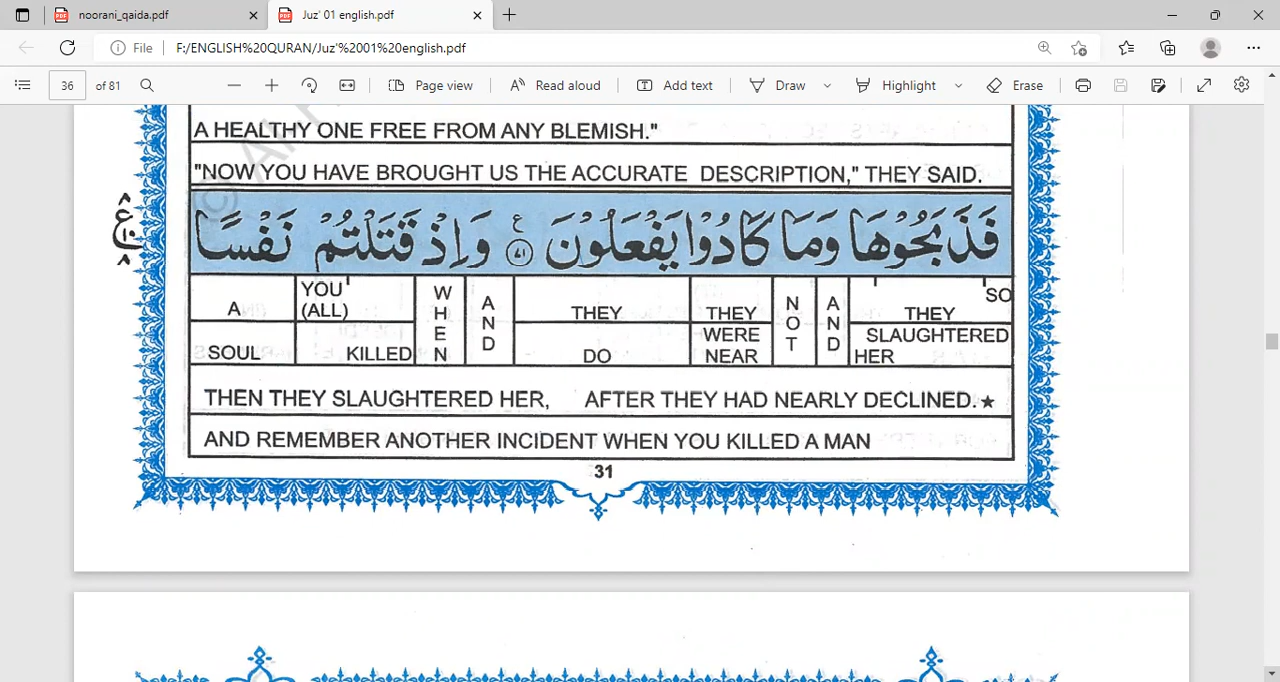 noorani_qaida.pdf
Juz' 01 english.pdf
File F:/ENGLISH%20QURAN/Juz'%2001%20english.pdf
36 of 81 Page view Read aloud Add text Draw Highlight Erase
A HEALTHY ONE FREE FROM ANY BLEMISH."
"NOW YOU HAVE BROUGHT US THE ACCURATE DESCRIPTION," THEY SAID.
فَذَبَحُوْهَا وَمَا كَادُوْا يَفْعَلُوْنَ ﴿٧١﴾ ع وَاِذْ قَتَلْتُمْ نَفْسًا
A YOU (ALL) WHEN AND THEY THEY NOT AND THEY SO
SOUL KILLED DO WERE NEAR SLAUGHTERED HER
THEN THEY SLAUGHTERED HER, AFTER THEY HAD NEARLY DECLINED.★
AND REMEMBER ANOTHER INCIDENT WHEN YOU KILLED A MAN
31